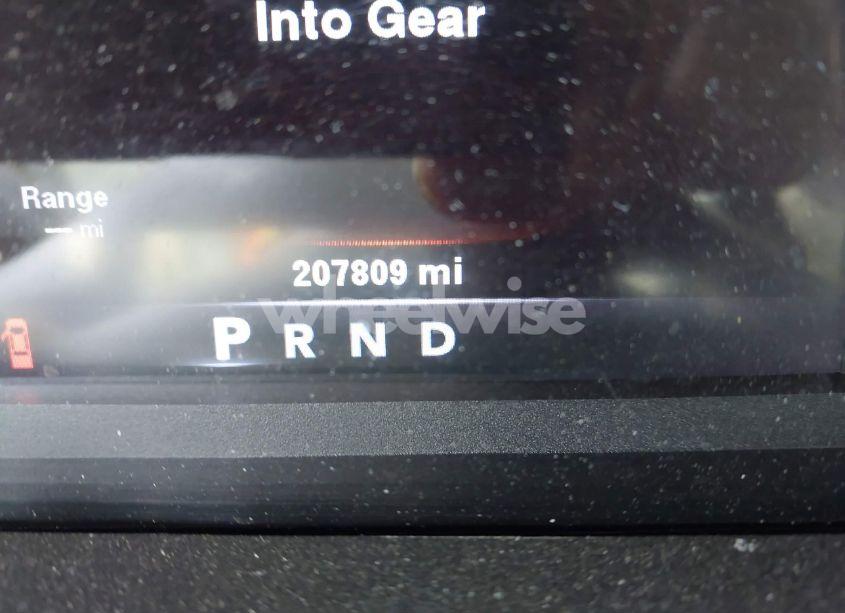 Into Gear
Range
--- mi
207809 mi
wheelwise
P R N D